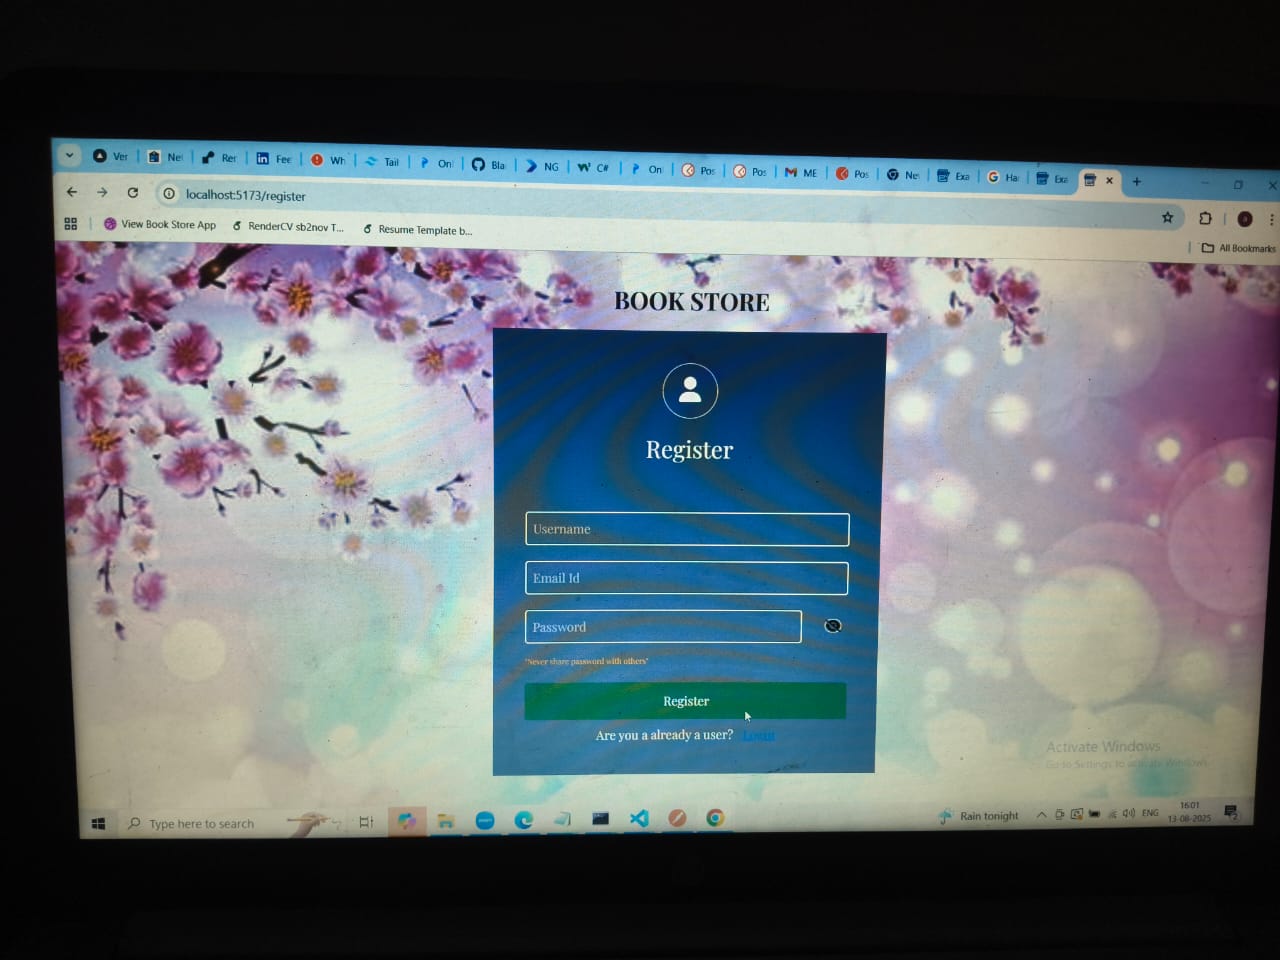 Ver
Ne
Rer
Fee
Wh
Tail
On
Bla
NG
C#
On
Pos
Pos
ME
Pos
Ne
Exa
Ha
Exa
localhost:5173/register
View Book Store App
RenderCV sb2nov T...
Resume Template b...
All Bookmarks
BOOK STORE
Register
Username
Email Id
Password
*Never share password with others*
Register
Are you a already a user? Login
Activate Windows
Go to Settings to activate Windows.
Type here to search
Rain tonight
ENG
16:01
13-08-2025